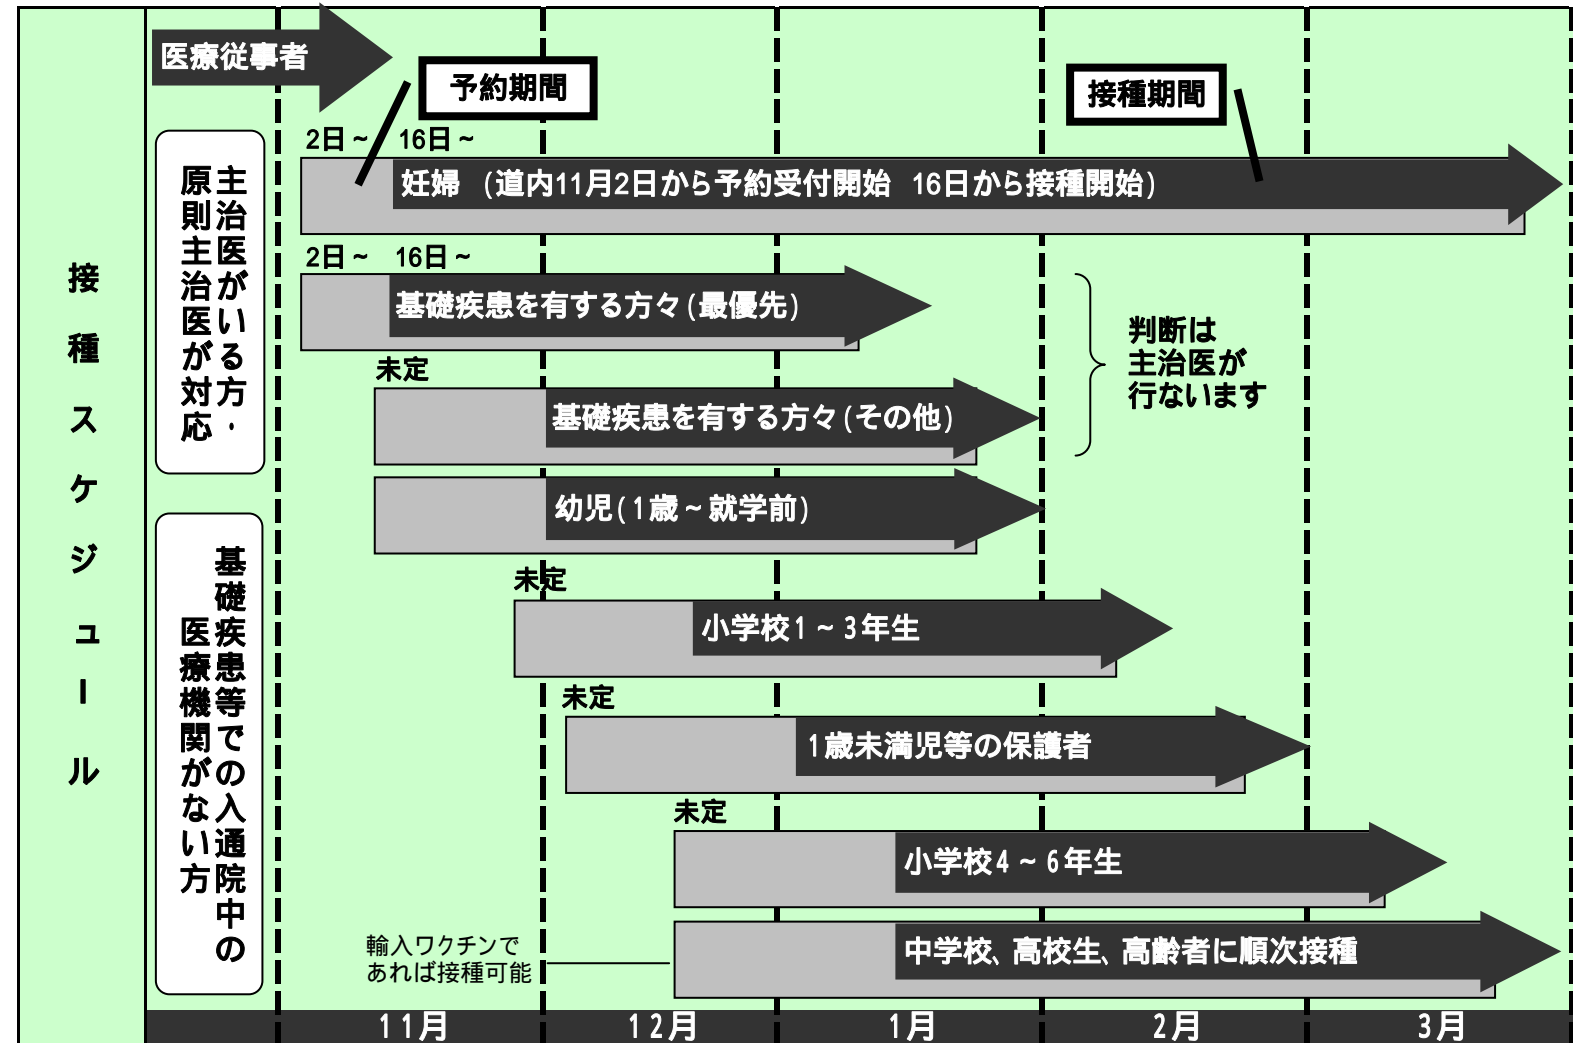 接種スケジュール
医療従事者
予約期間
接種期間
主治医がいる方・
原則主治医が対応
2日～ 16日～
妊婦 (道内11月2日から予約受付開始 16日から接種開始)
2日～ 16日～
基礎疾患を有する方々(最優先)
判断は
主治医が
行ないます
未定
基礎疾患を有する方々(その他)
幼児(1歳～就学前)
基礎疾患等での入通院中の
医療機関がない方
未定
小学校1～3年生
未定
1歳未満児等の保護者
未定
小学校4～6年生
輸入ワクチンで
あれば接種可能
中学校、高校生、高齢者に順次接種
11月 12月 1月 2月 3月